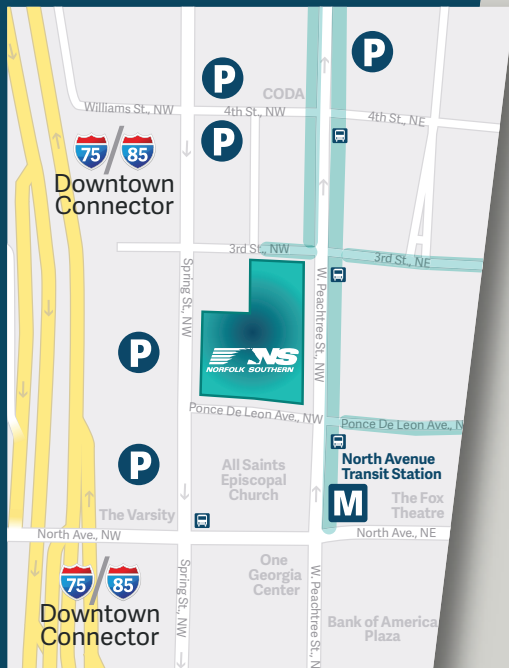 P
P
CODA
Williams St., NW
4th St., NW
4th St., NE
P
75 / 85
Downtown
Connector
3rd St., NW
3rd St., NE
Spring St., NW
W. Peachtree St., NW
NS
NORFOLK SOUTHERN
P
Ponce De Leon Ave., NW
Ponce De Leon Ave., N
P
All Saints
Episcopal
Church
North Avenue
Transit Station
M
The Fox
Theatre
The Varsity
North Ave., NW
North Ave., NE
75 / 85
Downtown
Connector
Spring St., NW
One
Georgia
Center
W. Peachtree St., N
Bank of America
Plaza